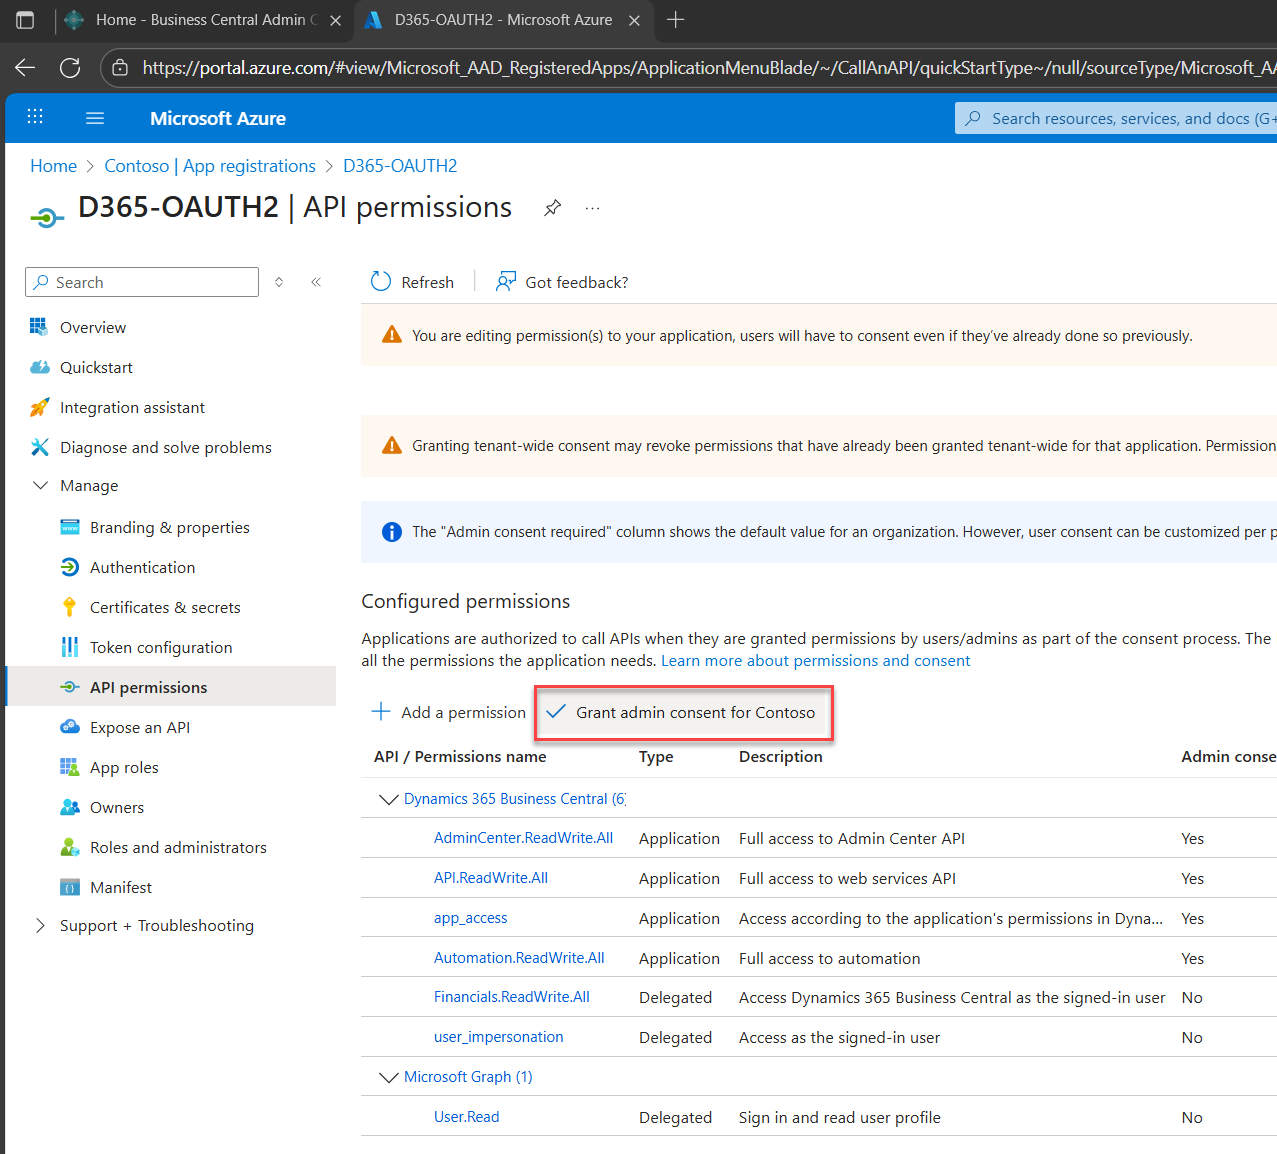 Home - Business Central Admin C
D365-OAUTH2 - Microsoft Azure
https://portal.azure.com/#view/Microsoft_AAD_RegisteredApps/ApplicationMenuBlade/~/CallAnAPI/quickStartType~/null/sourceType/Microsoft_AA
Microsoft Azure
Search resources, services, and docs (G+
Home > Contoso | App registrations > D365-OAUTH2
D365-OAUTH2 | API permissions
Search
Refresh
Got feedback?
You are editing permission(s) to your application, users will have to consent even if they’ve already done so previously.
Granting tenant-wide consent may revoke permissions that have already been granted tenant-wide for that application. Permission
The "Admin consent required" column shows the default value for an organization. However, user consent can be customized per p
Overview
Quickstart
Integration assistant
Diagnose and solve problems
Manage
Branding & properties
Authentication
Certificates & secrets
Token configuration
API permissions
Expose an API
App roles
Owners
Roles and administrators
Manifest
Support + Troubleshooting
Configured permissions
Applications are authorized to call APIs when they are granted permissions by users/admins as part of the consent process. The
all the permissions the application needs. Learn more about permissions and consent
Add a permission
Grant admin consent for Contoso
API / Permissions name Type Description Admin conse
Dynamics 365 Business Central (6)
AdminCenter.ReadWrite.All Application Full access to Admin Center API Yes
API.ReadWrite.All Application Full access to web services API Yes
app_access Application Access according to the application's permissions in Dyna... Yes
Automation.ReadWrite.All Application Full access to automation Yes
Financials.ReadWrite.All Delegated Access Dynamics 365 Business Central as the signed-in user No
user_impersonation Delegated Access as the signed-in user No
Microsoft Graph (1)
User.Read Delegated Sign in and read user profile No